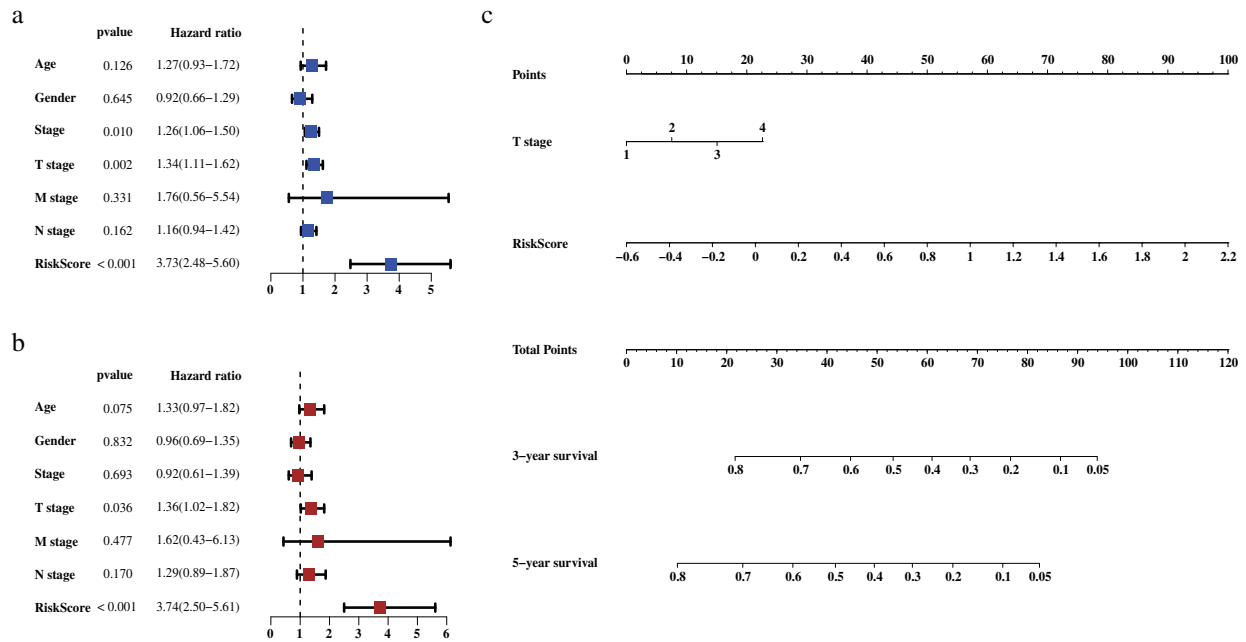 a
pvalue Hazard ratio
Age 0.126 1.27(0.93−1.72)
Gender 0.645 0.92(0.66−1.29)
Stage 0.010 1.26(1.06−1.50)
T stage 0.002 1.34(1.11−1.62)
M stage 0.331 1.76(0.56−5.54)
N stage 0.162 1.16(0.94−1.42)
RiskScore < 0.001 3.73(2.48−5.60)
0 1 2 3 4 5
b
pvalue Hazard ratio
Age 0.075 1.33(0.97−1.82)
Gender 0.832 0.96(0.69−1.35)
Stage 0.693 0.92(0.61−1.39)
T stage 0.036 1.36(1.02−1.82)
M stage 0.477 1.62(0.43−6.13)
N stage 0.170 1.29(0.89−1.87)
RiskScore < 0.001 3.74(2.50−5.61)
0 1 2 3 4 5 6
c
0 10 20 30 40 50 60 70 80 90 100
Points
2 4
T stage
1 3
RiskScore
−0.6 −0.4 −0.2 0 0.2 0.4 0.6 0.8 1 1.2 1.4 1.6 1.8 2 2.2
Total Points
0 10 20 30 40 50 60 70 80 90 100 110 120
3−year survival
0.8 0.7 0.6 0.5 0.4 0.3 0.2 0.1 0.05
5−year survival
0.8 0.7 0.6 0.5 0.4 0.3 0.2 0.1 0.05